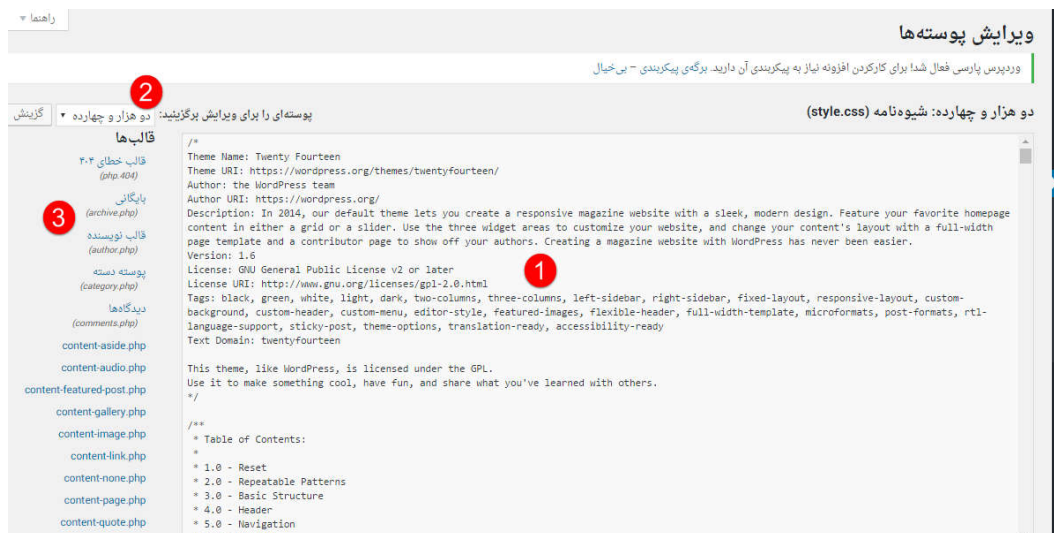 راهنما ▼
ویرایش پوسته‌ها
وردپرس پارسی فعال شد! برای کارکردن افزونه نیاز به پیکربندی آن دارید. برگه‌ی پیکربندی – بی‌خیال
دو هزار و چهارده: شیوه‌نامه (style.css)
پوسته‌ای را برای ویرایش برگزینید: دو هزار و چهارده ▼ گزینش
2
/*
Theme Name: Twenty Fourteen
Theme URI: https://wordpress.org/themes/twentyfourteen/
Author: the WordPress team
Author URI: https://wordpress.org/
Description: In 2014, our default theme lets you create a responsive magazine website with a sleek, modern design. Feature your favorite homepage
content in either a grid or a slider. Use the three widget areas to customize your website, and change your content's layout with a full-width
page template and a contributor page to show off your authors. Creating a magazine website with WordPress has never been easier.
Version: 1.6
License: GNU General Public License v2 or later
License URI: http://www.gnu.org/licenses/gpl-2.0.html
Tags: black, green, white, light, dark, two-columns, three-columns, left-sidebar, right-sidebar, fixed-layout, responsive-layout, custom-
background, custom-header, custom-menu, editor-style, featured-images, flexible-header, full-width-template, microformats, post-formats, rtl-
language-support, sticky-post, theme-options, translation-ready, accessibility-ready
Text Domain: twentyfourteen
This theme, like WordPress, is licensed under the GPL.
Use it to make something cool, have fun, and share what you've learned with others.
*/
/**
* Table of Contents:
*
* 1.0 - Reset
* 2.0 - Repeatable Patterns
* 3.0 - Basic Structure
* 4.0 - Header
* 5.0 - Navigation
1
قالب‌ها
قالب خطای ۴۰۴
(404.php)
بایگانی
(archive.php)
3
قالب نویسنده
(author.php)
پوسته دسته
(category.php)
دیدگاه‌ها
(comments.php)
content-aside.php
content-audio.php
content-featured-post.php
content-gallery.php
content-image.php
content-link.php
content-none.php
content-page.php
content-quote.php